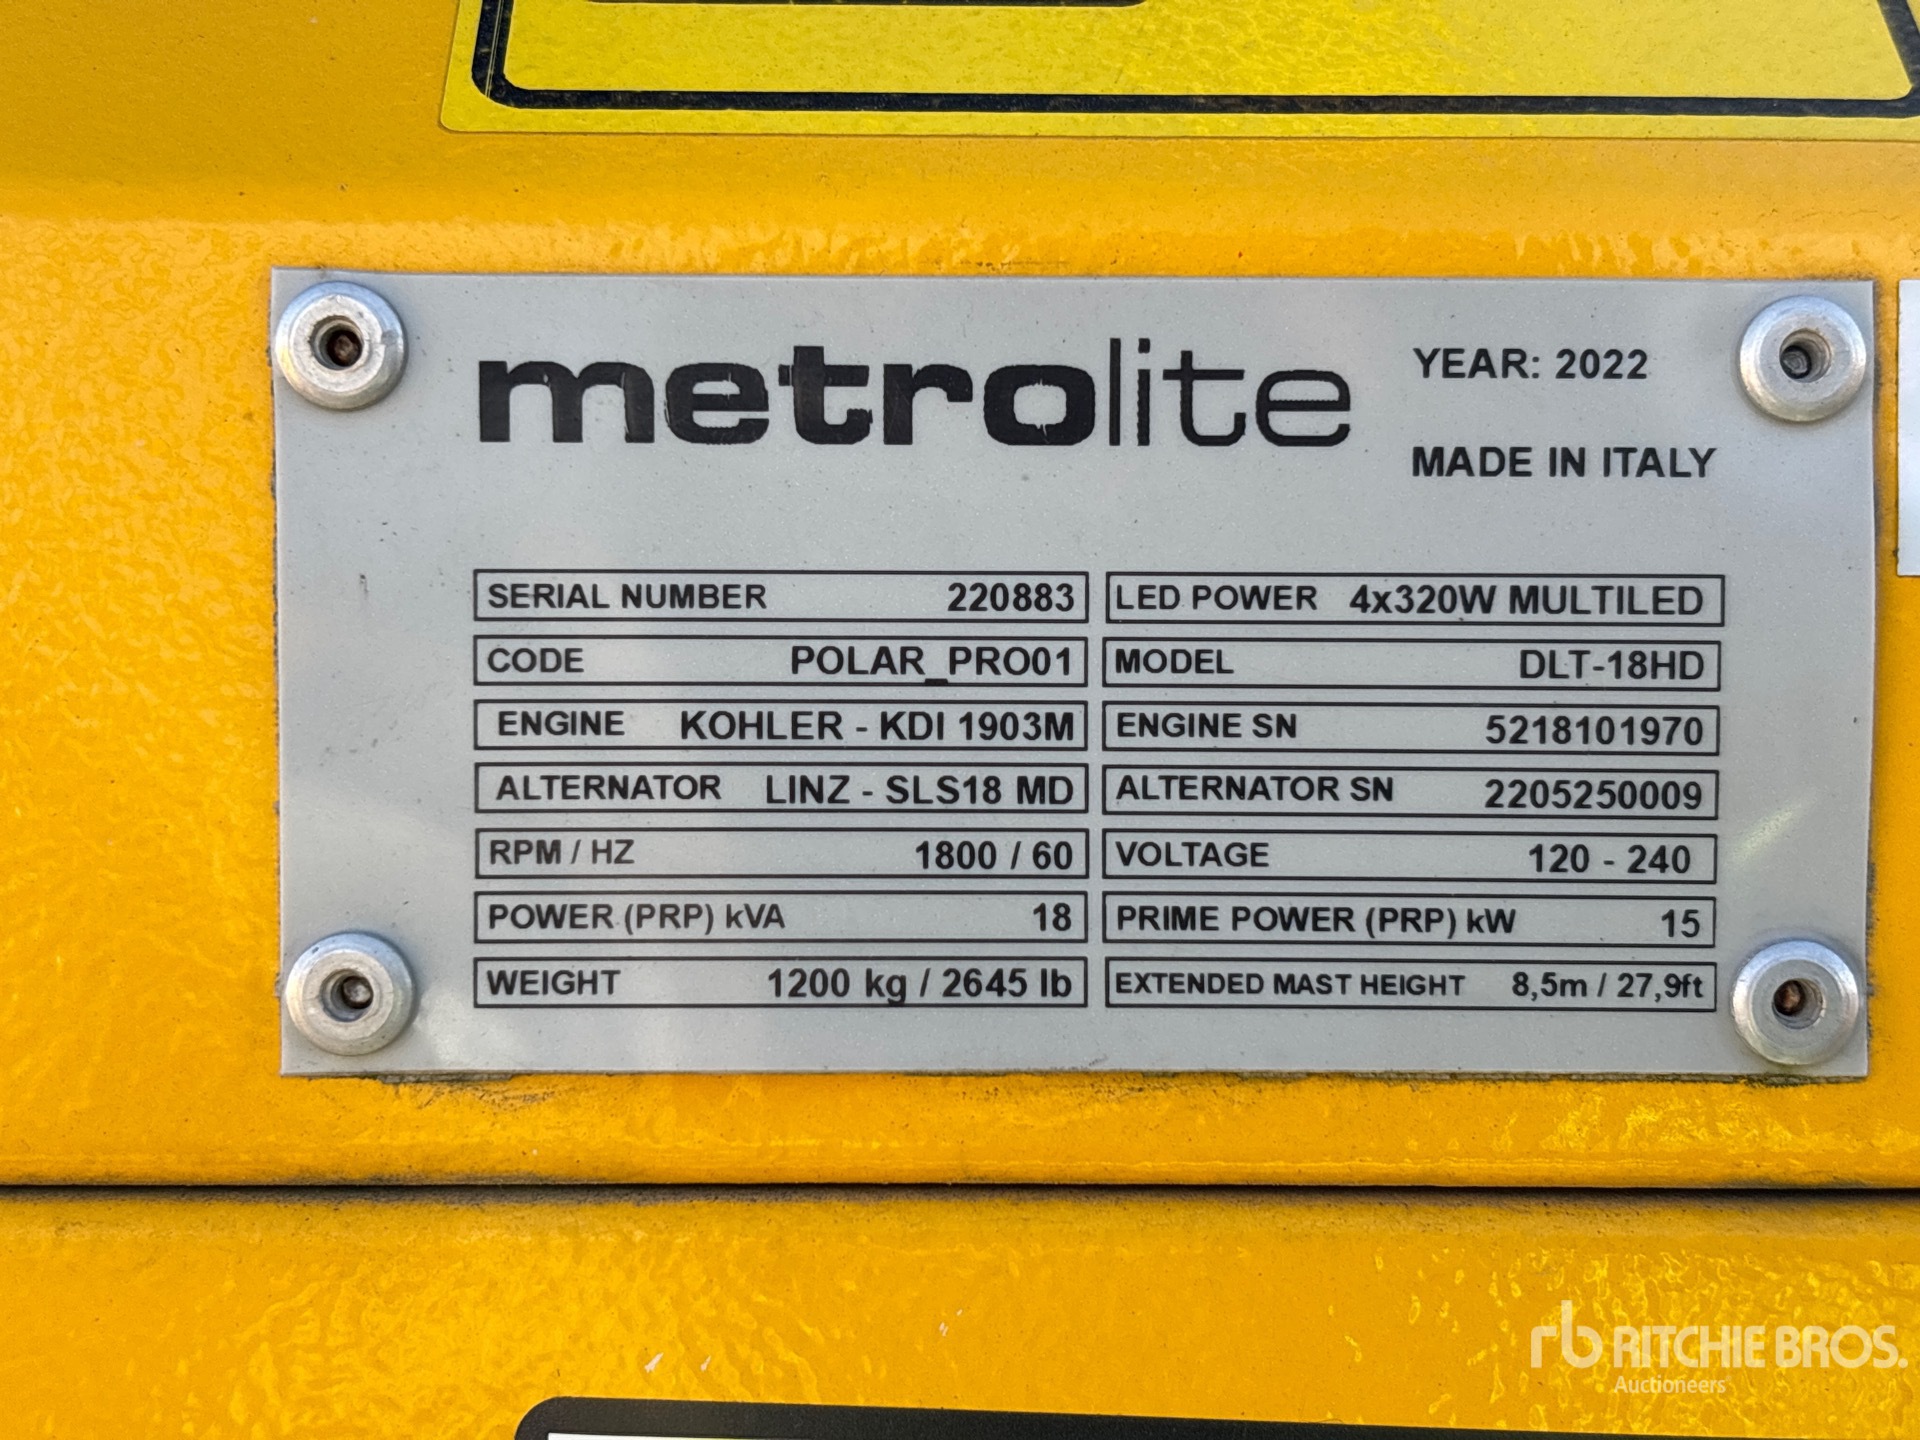 metrolite
YEAR: 2022
MADE IN ITALY
SERIAL NUMBER 220883
LED POWER 4x320W MULTILED
CODE POLAR_PRO01
MODEL DLT-18HD
ENGINE KOHLER - KDI 1903M
ENGINE SN 5218101970
ALTERNATOR LINZ - SLS18 MD
ALTERNATOR SN 2205250009
RPM / HZ 1800 / 60
VOLTAGE 120 - 240
POWER (PRP) kVA 18
PRIME POWER (PRP) kW 15
WEIGHT 1200 kg / 2645 lb
EXTENDED MAST HEIGHT 8,5m / 27,9ft
rb RITCHIE BROS.
Auctioneers